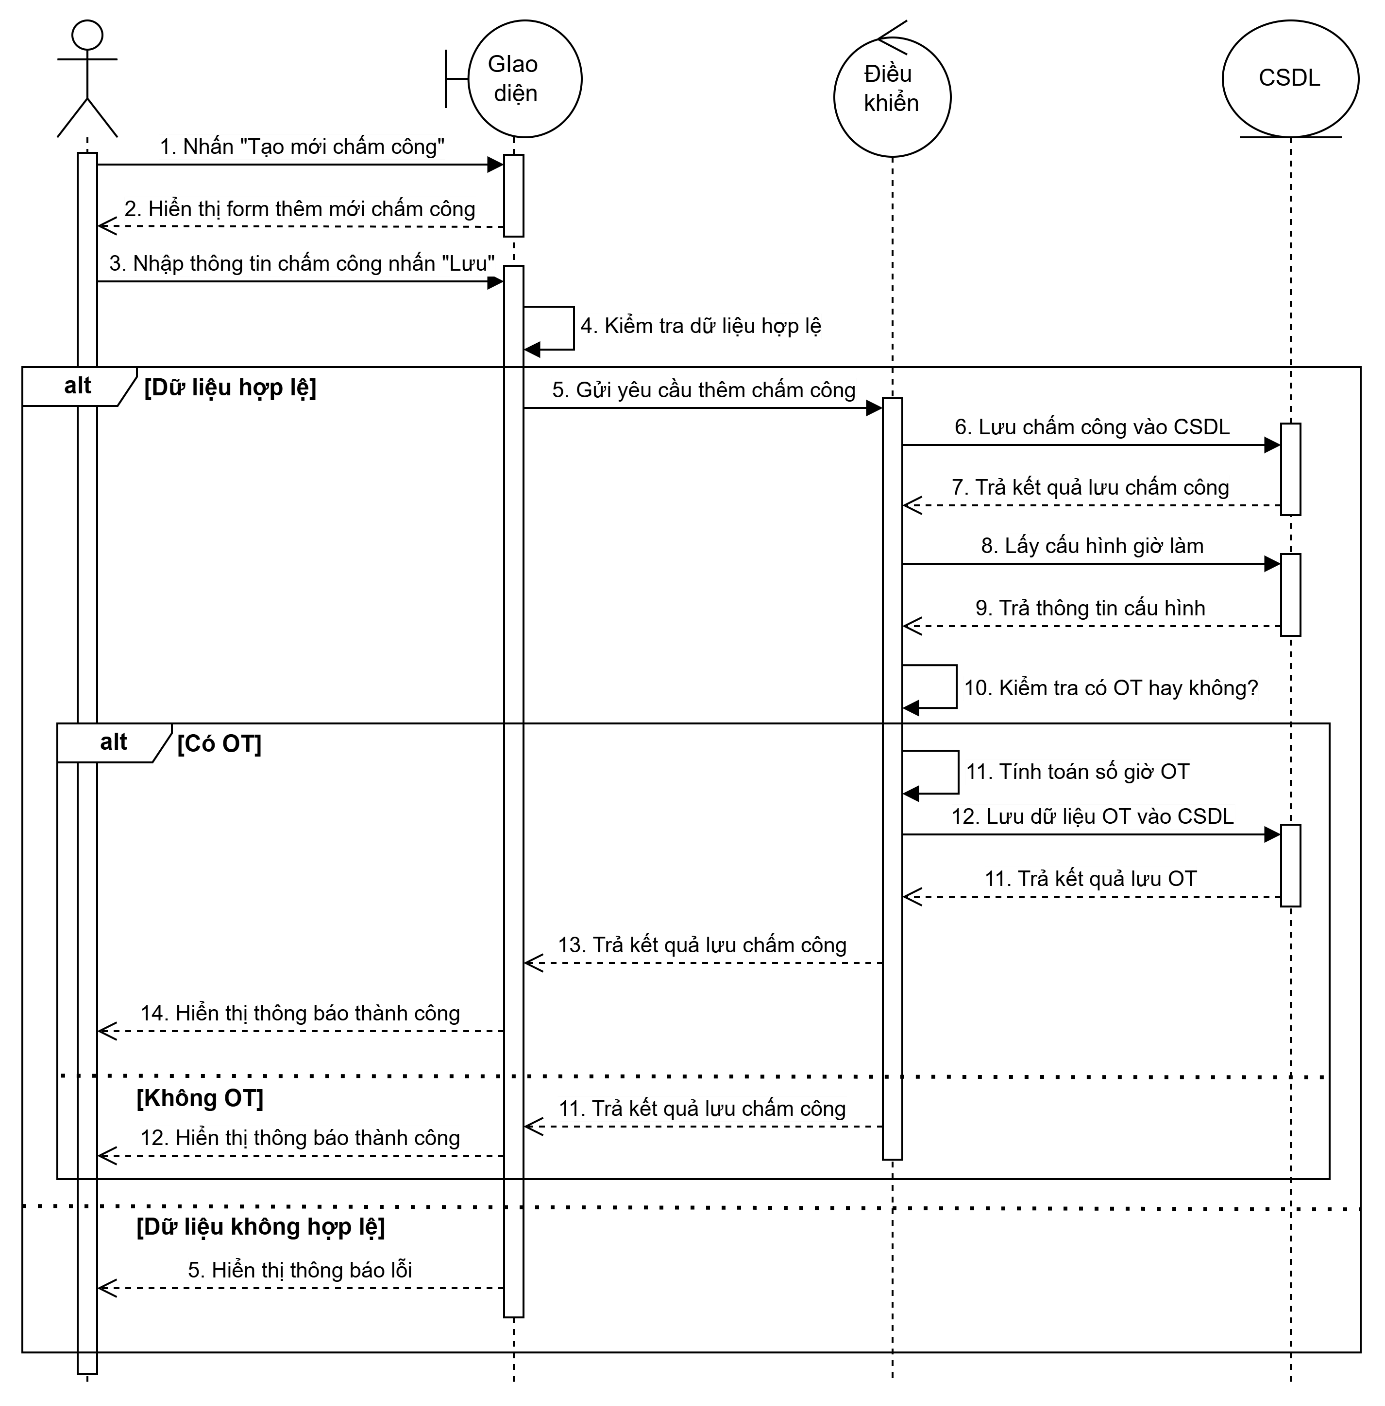 GIao
diện
Điều
khiển
CSDL
1. Nhấn "Tạo mới chấm công"
2. Hiển thị form thêm mới chấm công
3. Nhập thông tin chấm công nhấn "Lưu"
4. Kiểm tra dữ liệu hợp lệ
alt
[Dữ liệu hợp lệ]
5. Gửi yêu cầu thêm chấm công
6. Lưu chấm công vào CSDL
7. Trả kết quả lưu chấm công
8. Lấy cấu hình giờ làm
9. Trả thông tin cấu hình
10. Kiểm tra có OT hay không?
alt
[Có OT]
11. Tính toán số giờ OT
12. Lưu dữ liệu OT vào CSDL
11. Trả kết quả lưu OT
13. Trả kết quả lưu chấm công
14. Hiển thị thông báo thành công
[Không OT]
11. Trả kết quả lưu chấm công
12. Hiển thị thông báo thành công
[Dữ liệu không hợp lệ]
5. Hiển thị thông báo lỗi